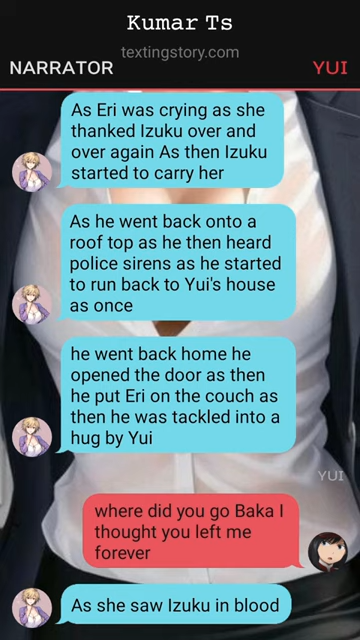 Kumar Ts
textingstory.com
NARRATOR
YUI
As Eri was crying as she
thanked Izuku over and
over again As then Izuku
started to carry her
As he went back onto a
roof top as he then heard
police sirens as he started
to run back to Yui's house
as once
he went back home he
opened the door as then
he put Eri on the couch as
then he was tackled into a
hug by Yui
YUI
where did you go Baka I
thought you left me
forever
As she saw Izuku in blood